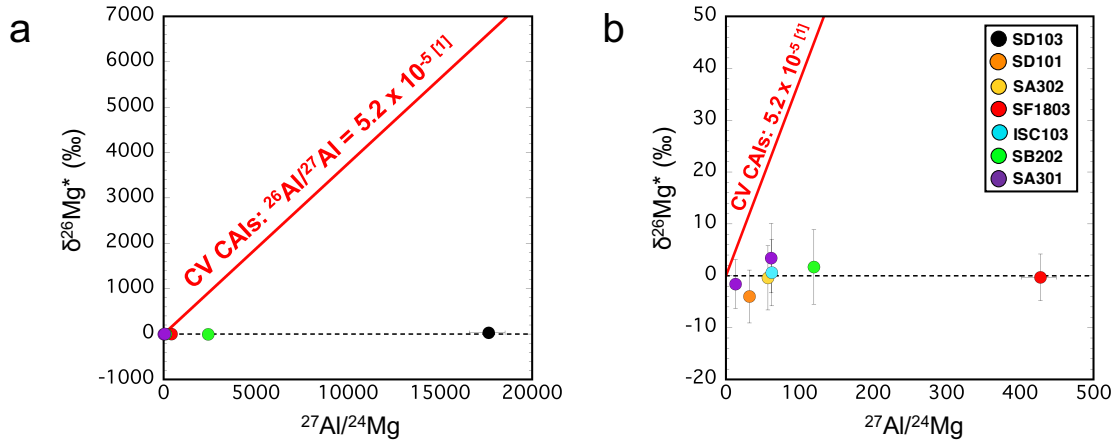 a
7000
6000
5000
4000
3000
2000
1000
0
-1000
δ²⁶Mg* (‰)
CV CAIs: ²⁶Al/²⁷Al = 5.2 x 10⁻⁵ [1]
0
5000
10000
15000
20000
²⁷Al/²⁴Mg
b
50
40
30
20
10
0
-10
-20
δ²⁶Mg* (‰)
CV CAIs: 5.2 x 10⁻⁵ [1]
SD103
SD101
SA302
SF1803
ISC103
SB202
SA301
0
100
200
300
400
500
²⁷Al/²⁴Mg